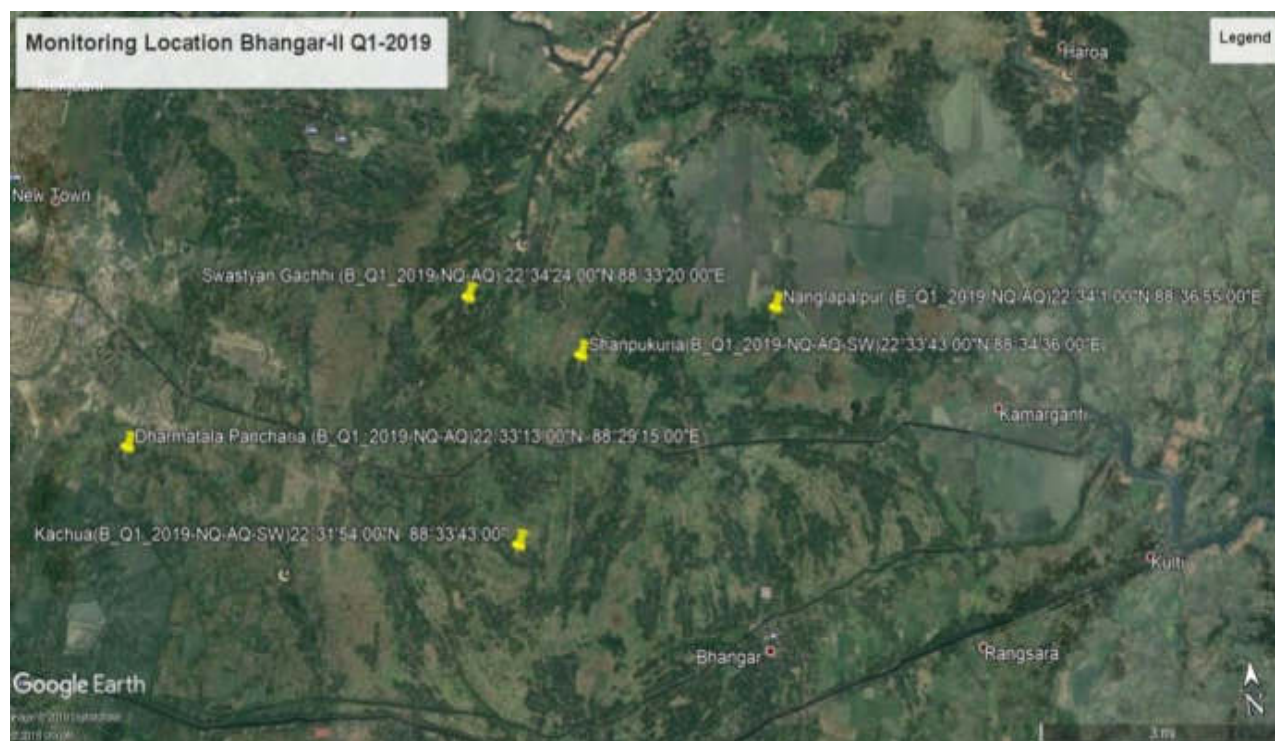 Monitoring Location Bhangar-II Q1-2019
Legend
Haroa
New Town
Swastyan Gachhi (B_Q1_2019-NQ-AQ) 22°34'24.00"N 88°33'20.00"E
Nanglapalpur (B_Q1_2019-NQ-AQ)22°34'1.00"N 88°36'55.00"E
Shanpukuria(B_Q1_2019-NQ-AQ-SW)22°33'43.00"N 88°34'36.00"E
Kamarganti
Dharmatala Panchana (B_Q1_2019-NQ-AQ)22°33'13.00"N 88°29'15.00"E
Kachua(B_Q1_2019-NQ-AQ-SW)22°31'54.00"N 88°33'43.00"
Kulti
Bhangar
Rangsara
Google Earth
N
3 mi